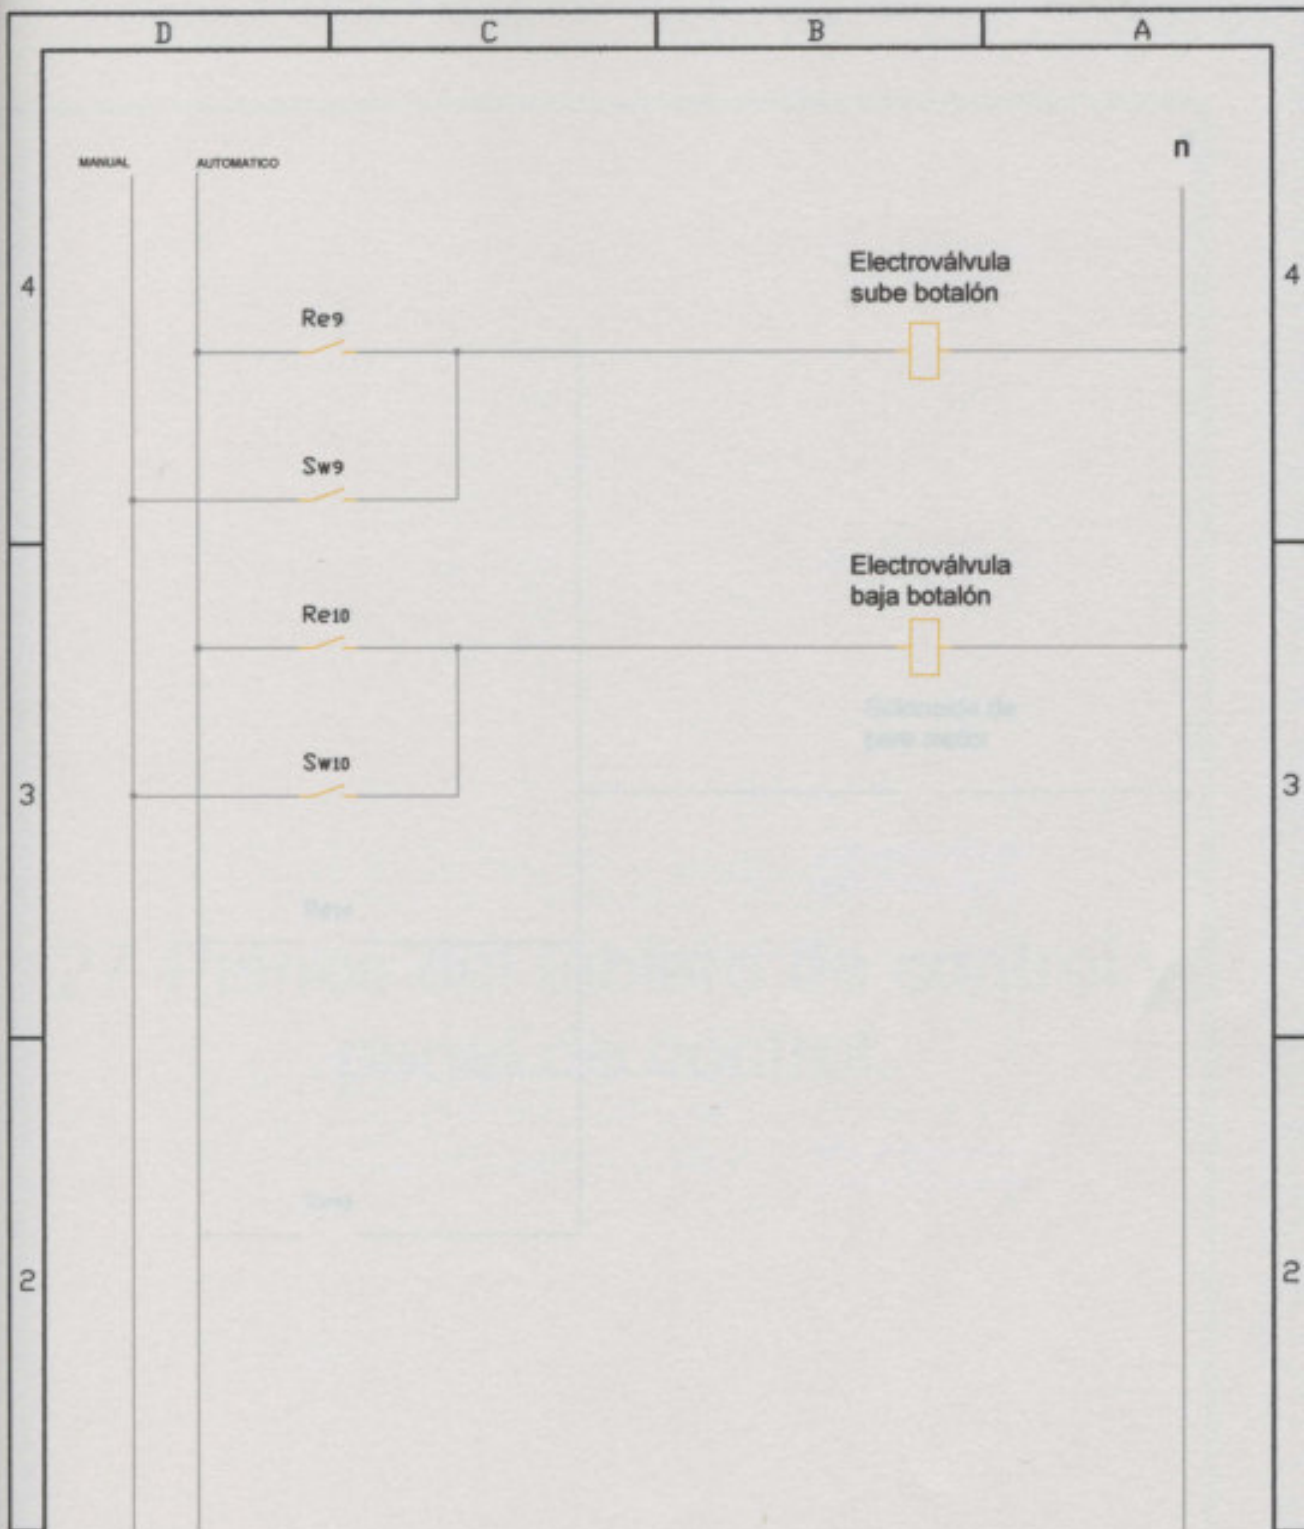 D C B A
MANUAL AUTOMATICO
n
4 4
Electroválvula
sube botalón
Re9
Sw9
Electroválvula
baja botalón
Re10
Sw10
3 3
2 2